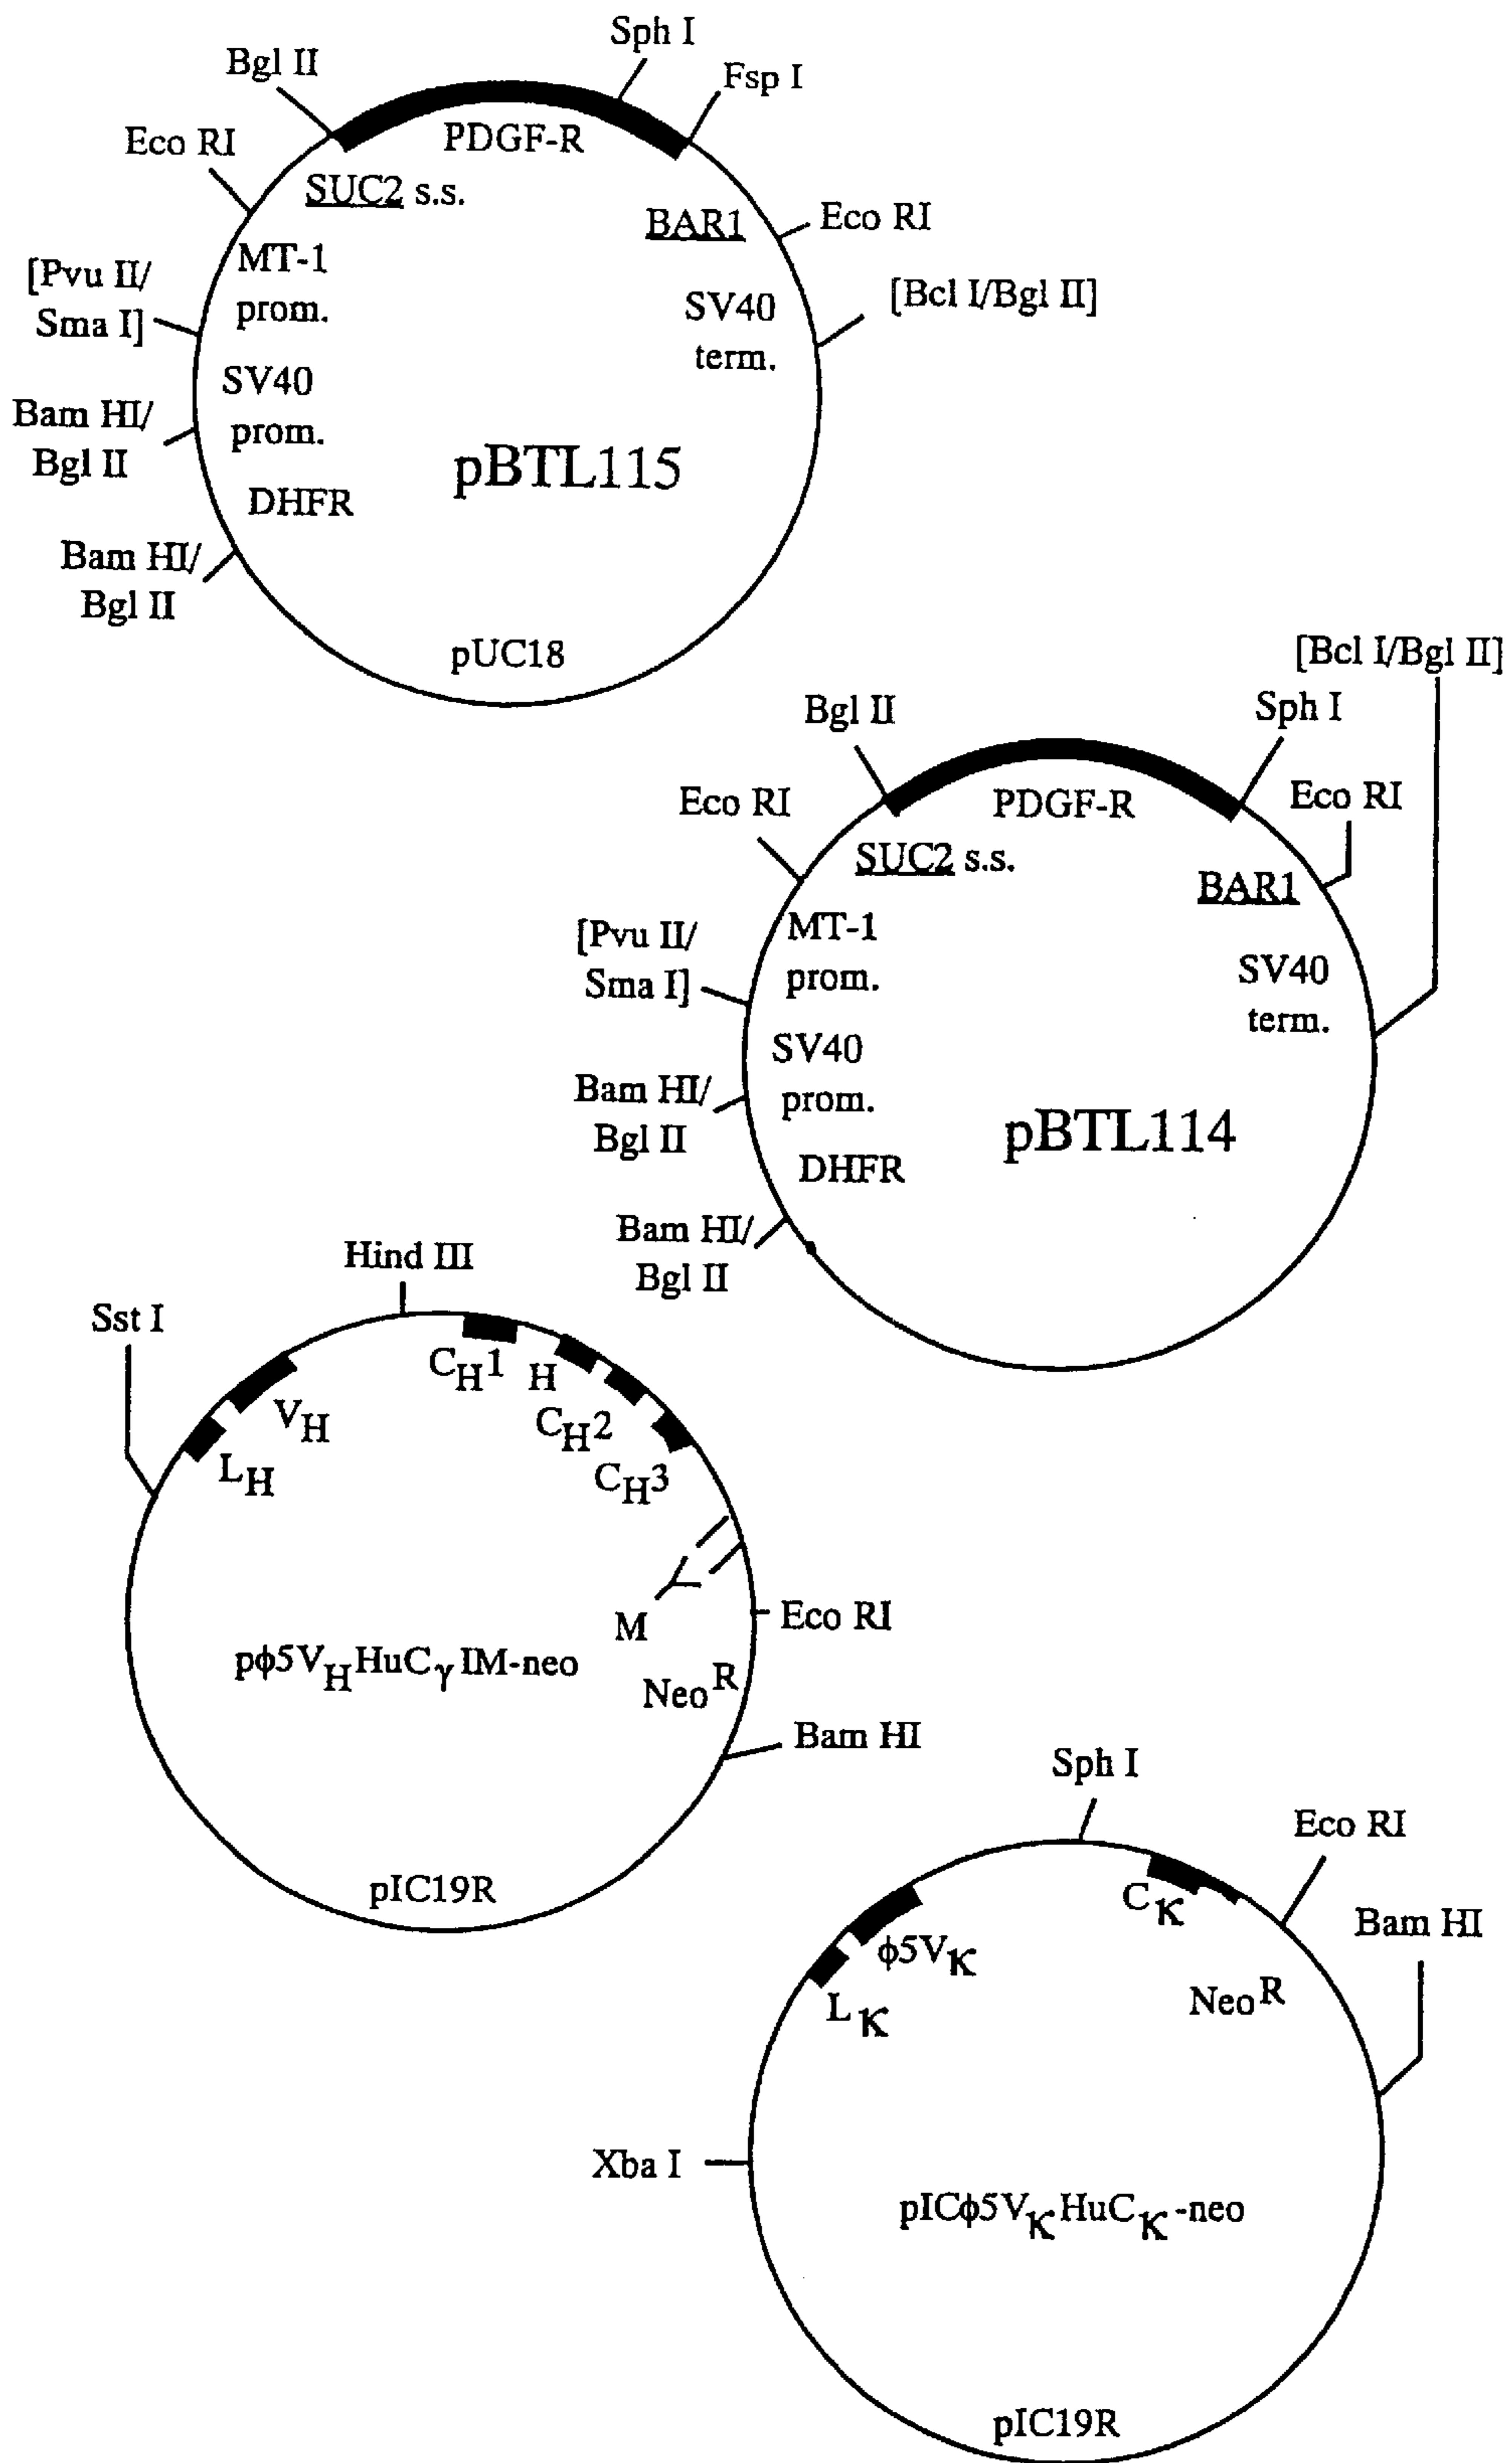 Sph I
Bgl II
Fsp I
Eco RI
PDGF-R
SUC2 s.s.
BAR1
Eco RI
MT-1
prom.
[Pvu II/
Sma I]
SV40
term.
[Bcl I/Bgl II]
SV40
prom.
Bam HI/
Bgl II
pBTL115
DHFR
Bam HI/
Bgl II
pUC18
[Bcl I/Bgl II]
Bgl II
Sph I
Eco RI
PDGF-R
Eco RI
SUC2 s.s.
BAR1
MT-1
prom.
[Pvu II/
Sma I]
SV40
term.
SV40
prom.
Bam HI/
Bgl II
pBTL114
DHFR
Bam HI/
Bgl II
Hind III
Sst I
CH1
H
VH
CH2
LH
CH3
M
Eco RI
pϕ5VHHuCγIM-neo
NeoR
Bam HI
pIC19R
Sph I
Eco RI
Cκ
Bam HI
ϕ5Vκ
Lκ
NeoR
Xba I
pICϕ5VκHuCκ-neo
pIC19R